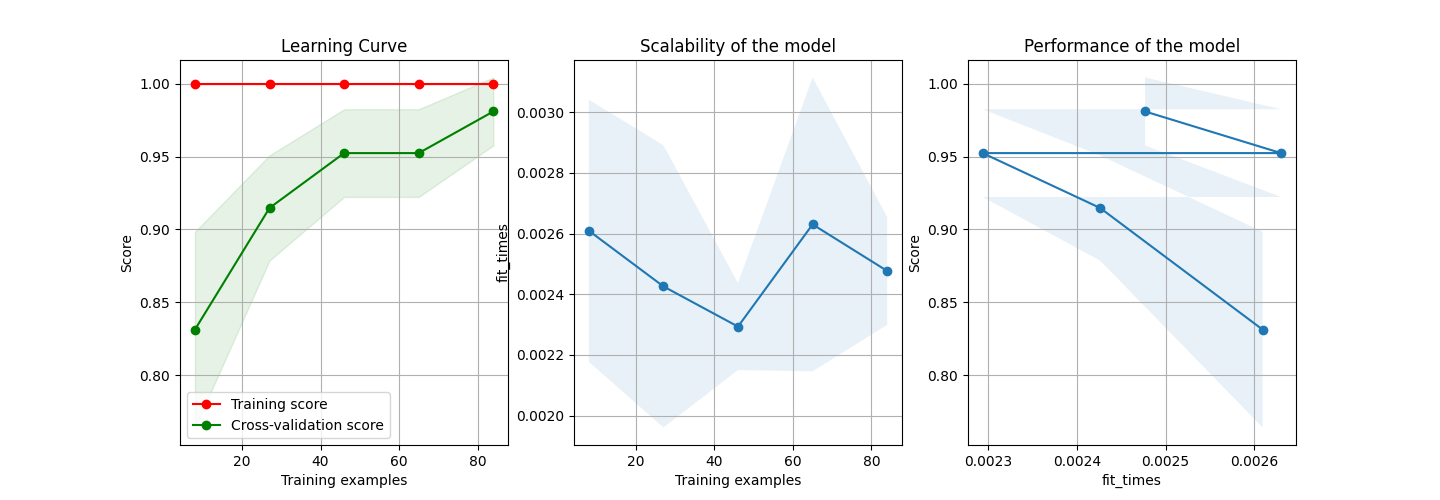 Learning Curve
Score
1.00
0.95
0.90
0.85
0.80
Training score
Cross-validation score
20 40 60 80
Training examples
Scalability of the model
fit_times
0.0030
0.0028
0.0026
0.0024
0.0022
0.0020
20 40 60 80
Training examples
Performance of the model
Score
1.00
0.95
0.90
0.85
0.80
0.0023 0.0024 0.0025 0.0026
fit_times